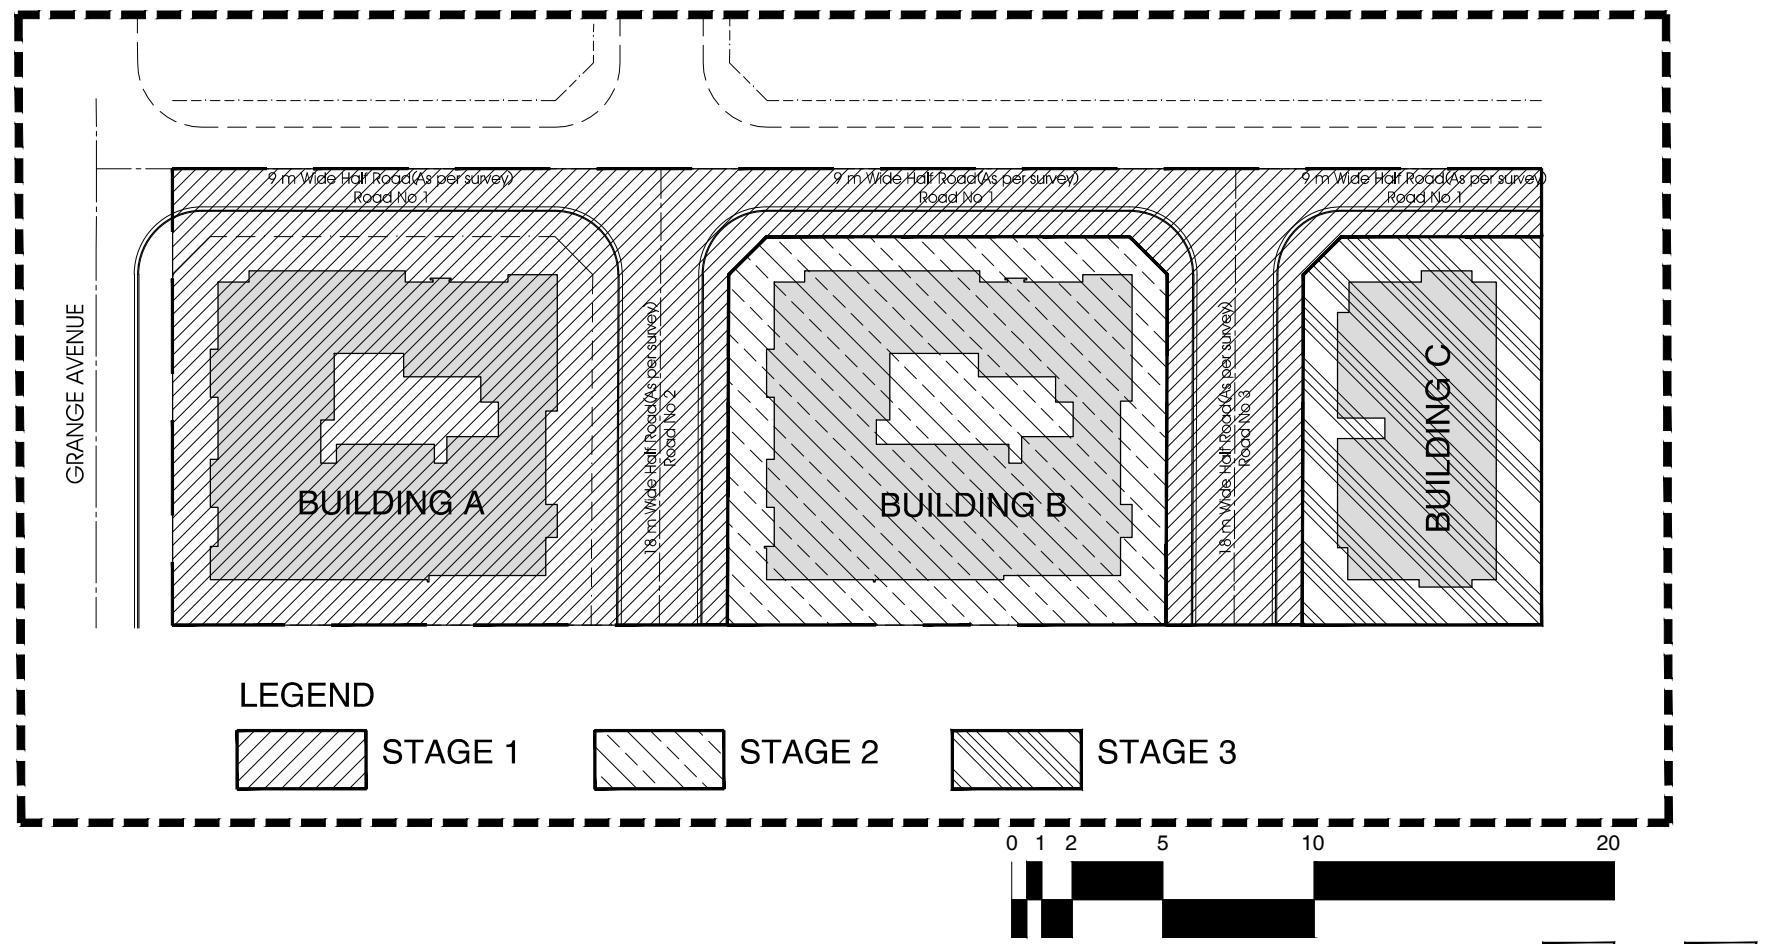 9 m Wide Half Road(As per survey)
Road No 1
9 m Wide Half Road(As per survey)
Road No 1
9 m Wide Half Road(As per survey)
Road No 1
GRANGE AVENUE
18 m Wide Half Road(As per survey)
Road No 2
18 m Wide Half Road(As per survey)
Road No 3
BUILDING A
BUILDING B
BUILDING C
LEGEND
STAGE 1
STAGE 2
STAGE 3
0 1 2 5 10 20